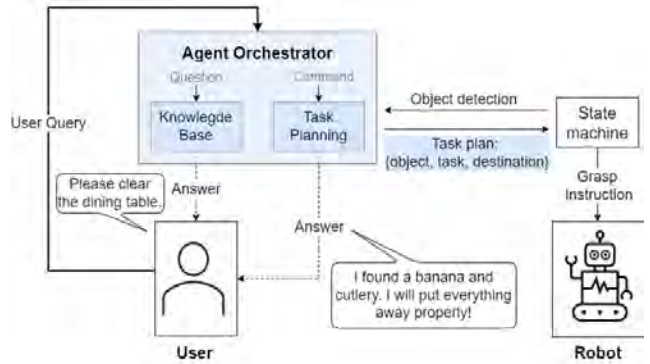 Agent Orchestrator
Question
Command
Knowlegde
Base
Task
Planning
Object detection
State
machine
User Query
Task plan:
{object, task, destination}
Please clear
the dining table.
Answer
Grasp
Instruction
Answer
I found a banana and
cutlery. I will put everything
away properly!
User
Robot